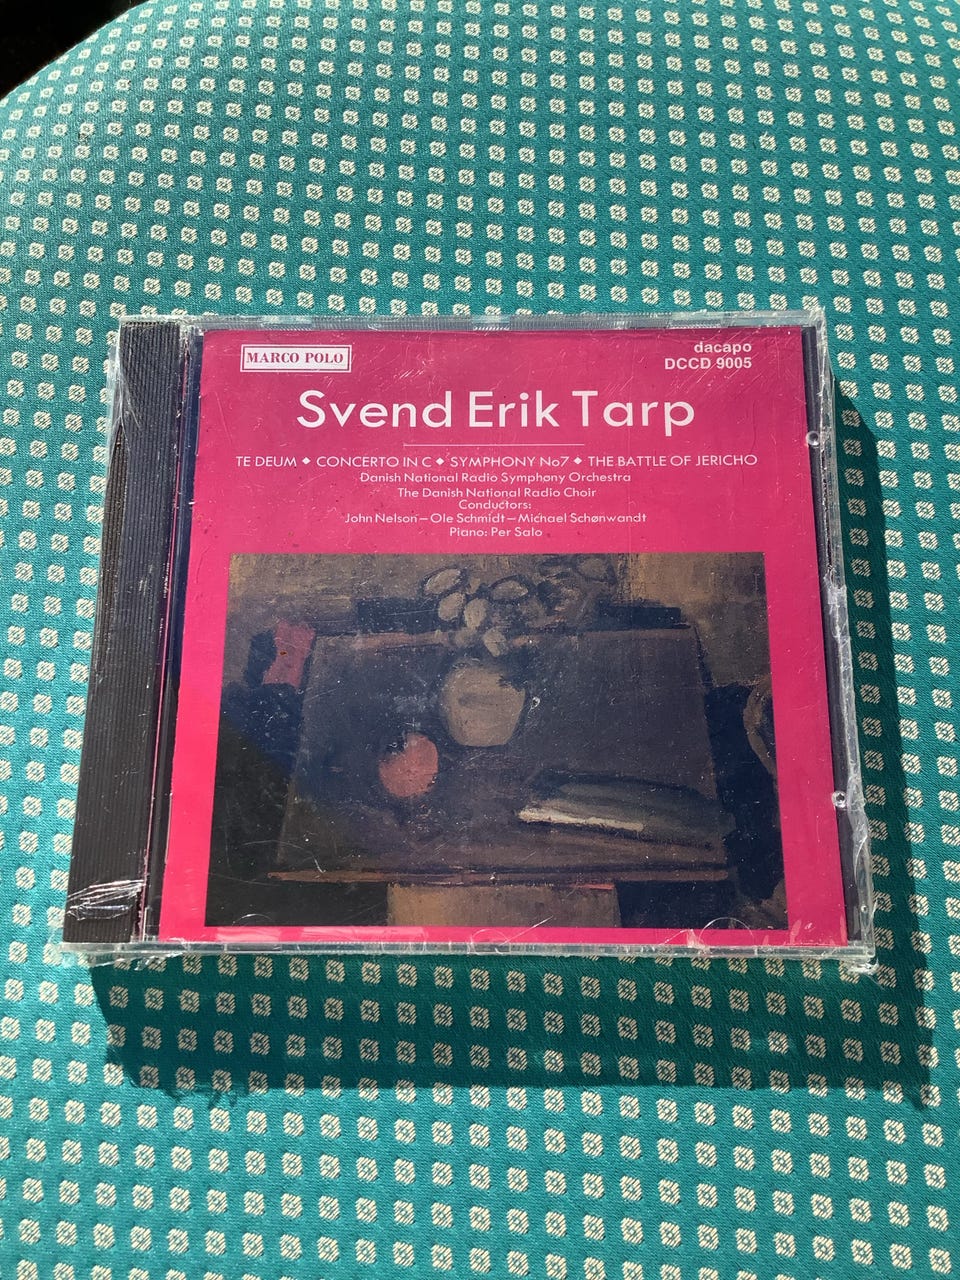 MARCO POLO
dacapo
DCCD 9005
Svend Erik Tarp
TE DEUM ◆ CONCERTO IN C ◆ SYMPHONY No7 ◆ THE BATTLE OF JERICHO
Danish National Radio Symphony Orchestra
The Danish National Radio Choir
Conductors:
John Nelson – Ole Schmidt – Michael Schønwandt
Piano: Per Salo